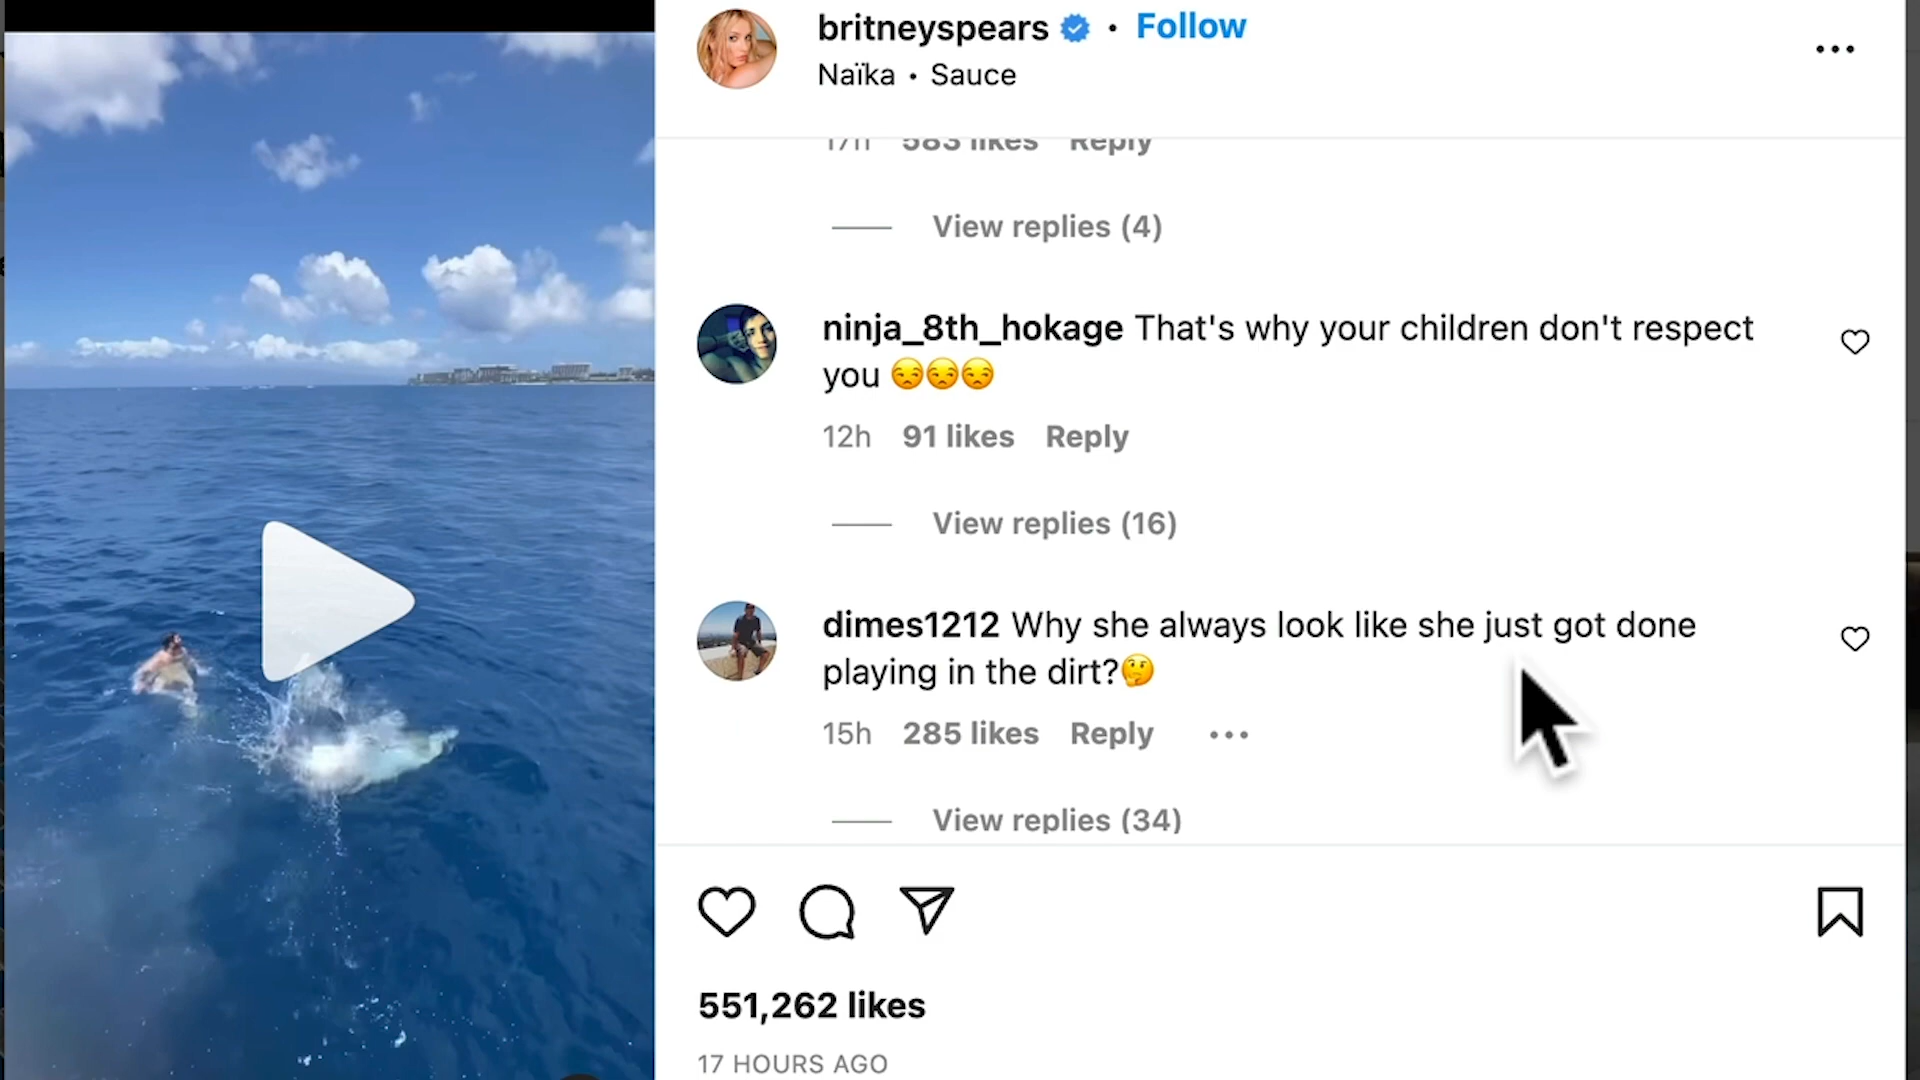 britneyspears • Follow
Naïka • Sauce
17h 583 likes Reply
View replies (4)
ninja_8th_hokage That's why your children don't respect
you 😒😒😒
12h 91 likes Reply
View replies (16)
dimes1212 Why she always look like she just got done
playing in the dirt?🤔
15h 285 likes Reply
View replies (34)
551,262 likes
17 HOURS AGO